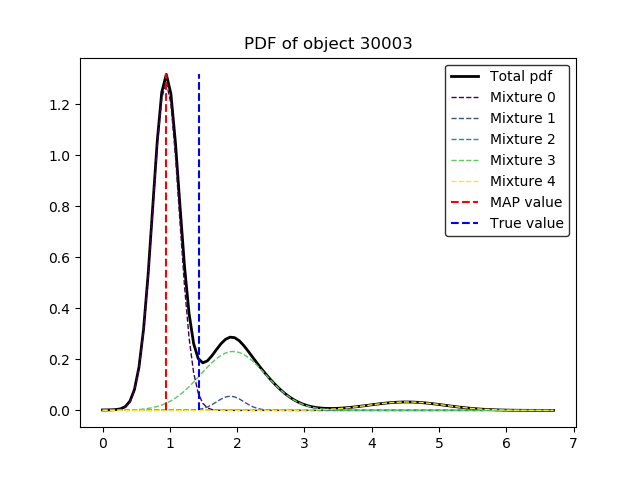 PDF of object 30003
Total pdf
Mixture 0
Mixture 1
Mixture 2
Mixture 3
Mixture 4
MAP value
True value
1.2
1.0
0.8
0.6
0.4
0.2
0.0
0 1 2 3 4 5 6 7